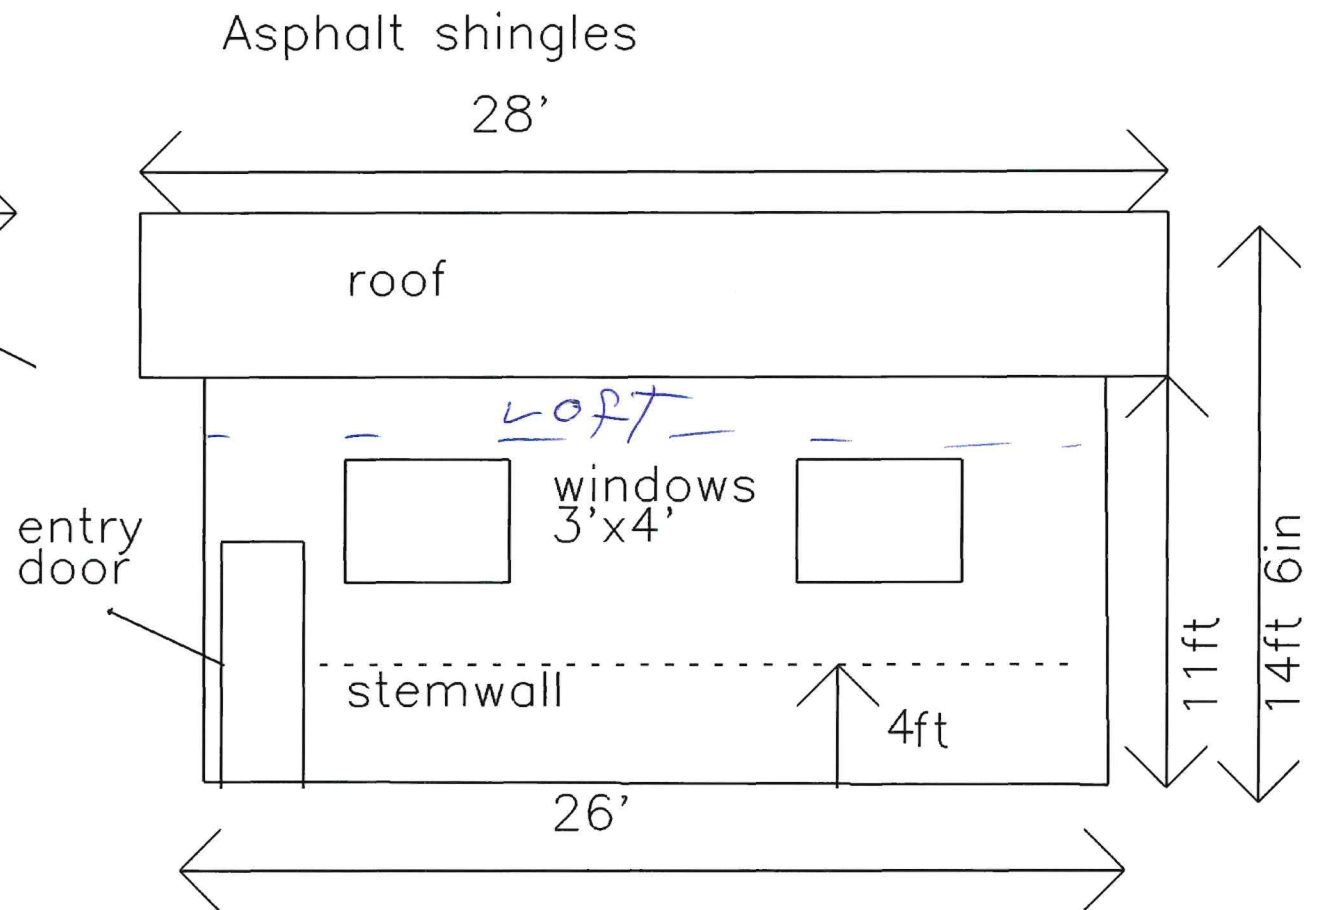 Asphalt shingles
28'
roof
LOFT
windows
3'x4'
entry
door
stemwall
4ft
11ft
14ft 6in
26'